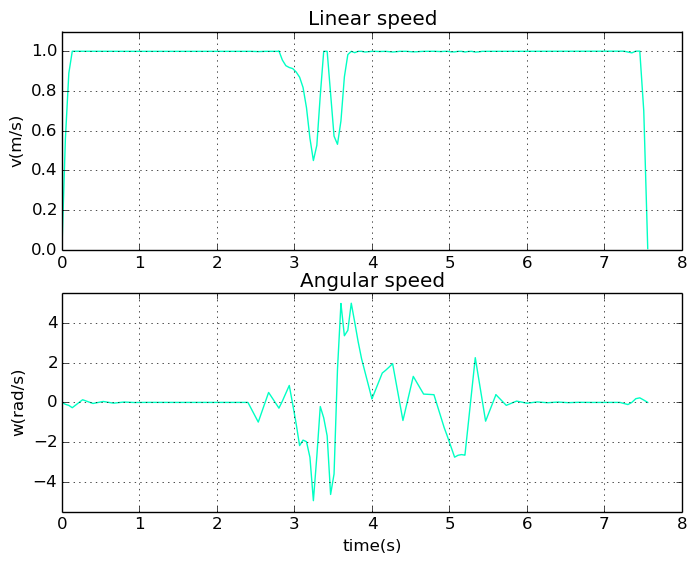 Linear speed
v(m/s)
1.0
0.8
0.6
0.4
0.2
0.0
0 1 2 3 4 5 6 7 8
Angular speed
w(rad/s)
4
2
0
−2
−4
0 1 2 3 4 5 6 7 8
time(s)